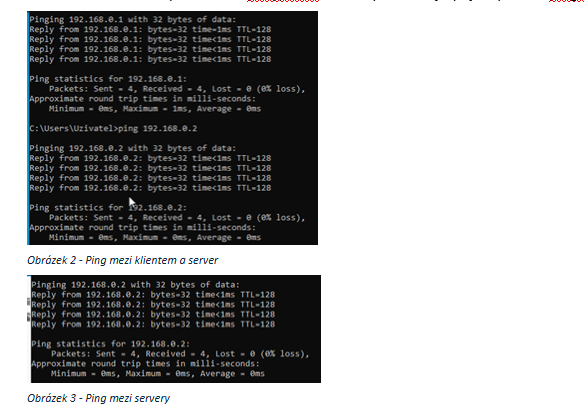 Pinging 192.168.0.1 with 32 bytes of data:
Reply from 192.168.0.1: bytes=32 time<1ms TTL=128
Reply from 192.168.0.1: bytes=32 time<1ms TTL=128
Reply from 192.168.0.1: bytes=32 time<1ms TTL=128
Reply from 192.168.0.1: bytes=32 time<1ms TTL=128
Ping statistics for 192.168.0.1:
Packets: Sent = 4, Received = 4, Lost = 0 (0% loss),
Approximate round trip times in milli-seconds:
Minimum = 0ms, Maximum = 1ms, Average = 0ms
C:\Users\Uzivatel>ping 192.168.0.2
Pinging 192.168.0.2 with 32 bytes of data:
Reply from 192.168.0.2: bytes=32 time<1ms TTL=128
Reply from 192.168.0.2: bytes=32 time<1ms TTL=128
Reply from 192.168.0.2: bytes=32 time<1ms TTL=128
Reply from 192.168.0.2: bytes=32 time<1ms TTL=128
Ping statistics for 192.168.0.2:
Packets: Sent = 4, Received = 4, Lost = 0 (0% loss),
Approximate round trip times in milli-seconds:
Minimum = 0ms, Maximum = 0ms, Average = 0ms
Obrázek 2 - Ping mezi klientem a server
Pinging 192.168.0.2 with 32 bytes of data:
Reply from 192.168.0.2: bytes=32 time<1ms TTL=128
Reply from 192.168.0.2: bytes=32 time<1ms TTL=128
Reply from 192.168.0.2: bytes=32 time<1ms TTL=128
Reply from 192.168.0.2: bytes=32 time<1ms TTL=128
Ping statistics for 192.168.0.2:
Packets: Sent = 4, Received = 4, Lost = 0 (0% loss),
Approximate round trip times in milli-seconds:
Minimum = 0ms, Maximum = 0ms, Average = 0ms
Obrázek 3 - Ping mezi servery